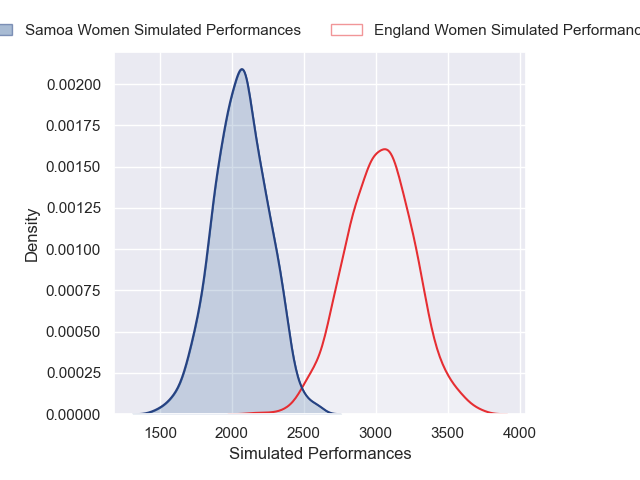 Samoa Women Simulated Performances England Women Simulated Performanc
0.00200
0.00175
0.00150
0.00125
0.00100
0.00075
0.00050
0.00025
0.00000
Density
1500 2000 2500 3000 3500 4000
Simulated Performances